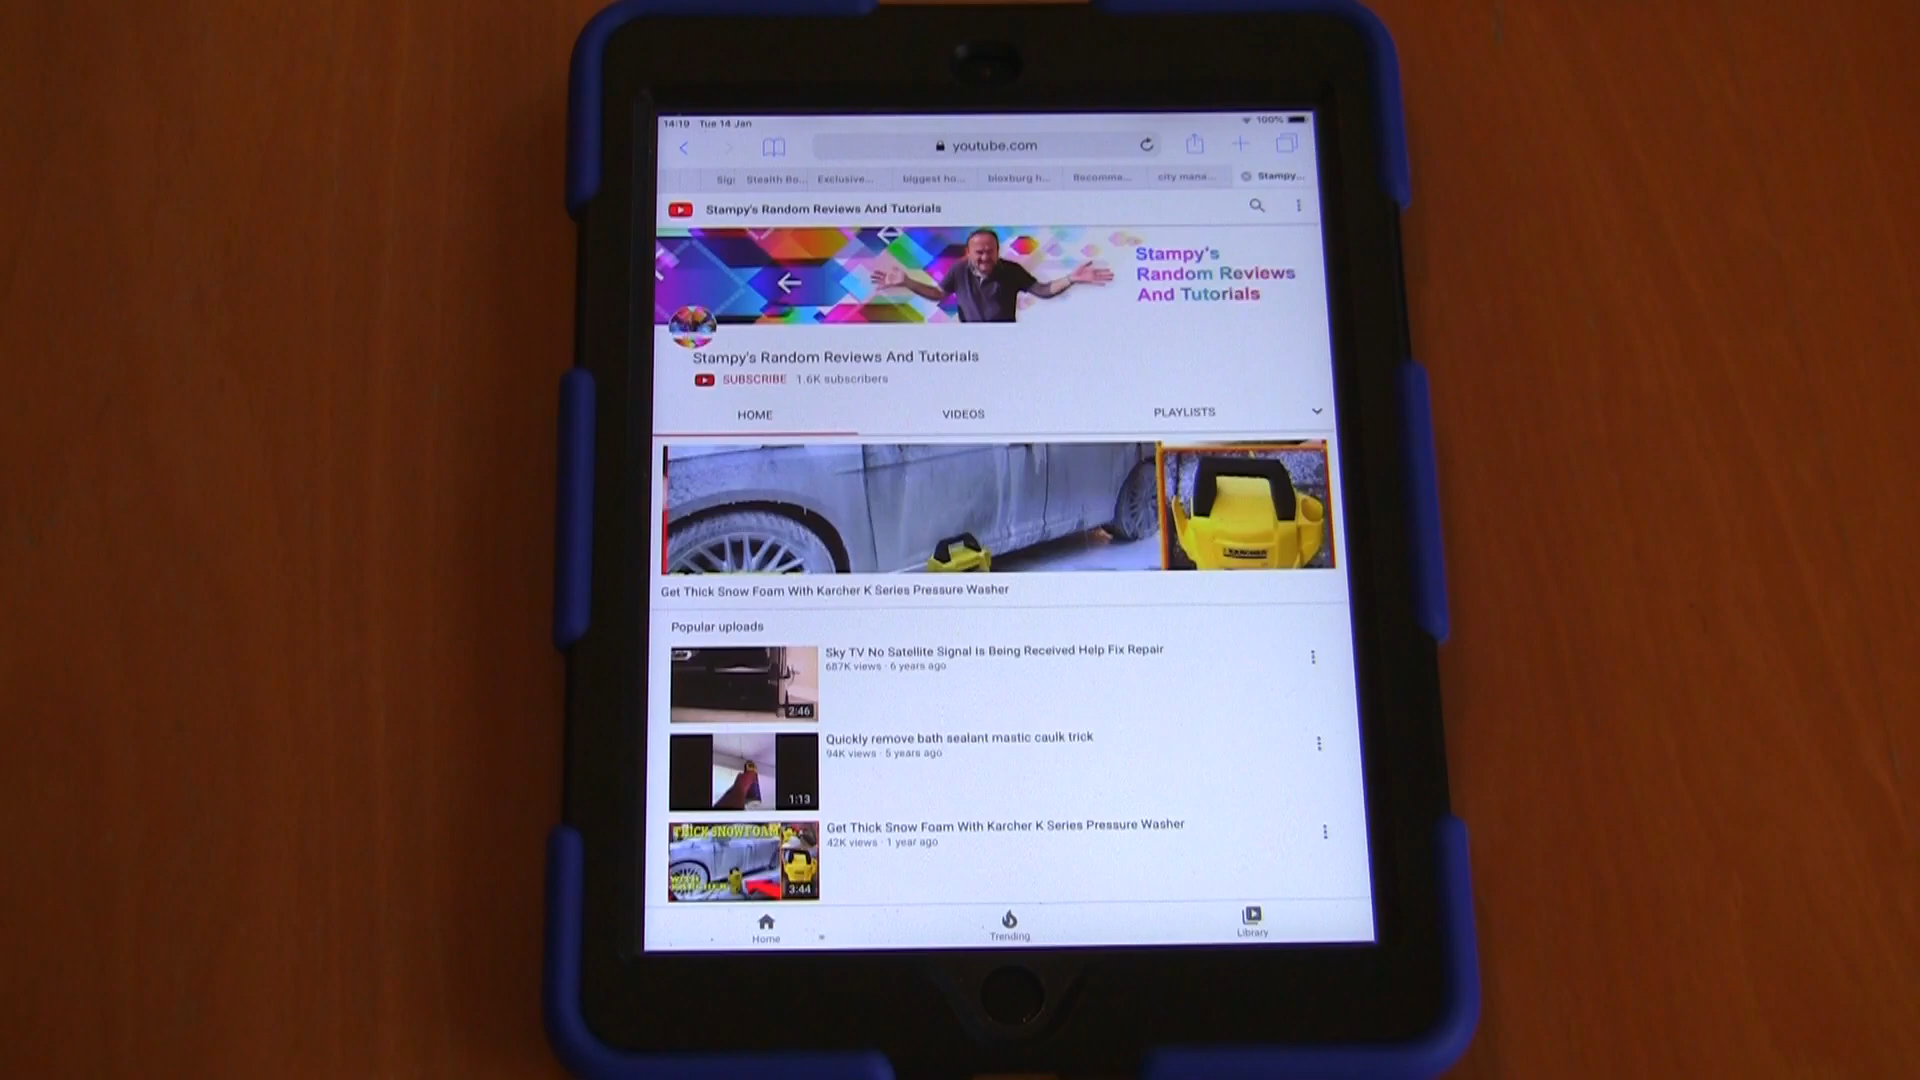 14:19 Tue 14 Jan 100%
youtube.com
Stealth Bo... Exclusive... biggest ho... bloxburg h... Recomme... city mana... Stampy...
Stampy's Random Reviews And Tutorials
Stampy's
Random Reviews
And Tutorials
Stampy's Random Reviews And Tutorials
SUBSCRIBE 1.6K subscribers
HOME VIDEOS PLAYLISTS
KARCHER
Get Thick Snow Foam With Karcher K Series Pressure Washer
Popular uploads
Sky TV No Satellite Signal Is Being Received Help Fix Repair
687K views · 6 years ago
2:46
Quickly remove bath sealant mastic caulk trick
94K views · 5 years ago
1:13
THICK SNOW FOAM
Get Thick Snow Foam With Karcher K Series Pressure Washer
42K views · 1 year ago
WITH
KARCHER
3:44
Home Trending Library